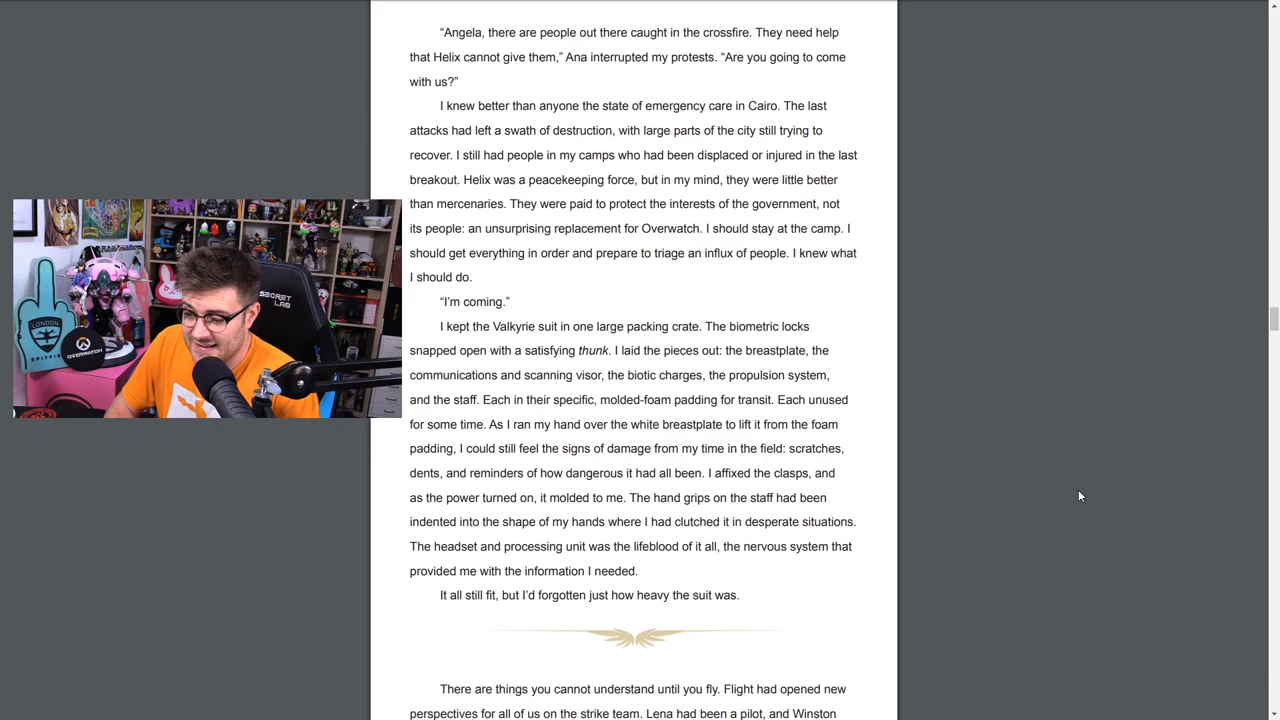 “Angela, there are people out there caught in the crossfire. They need help
that Helix cannot give them,” Ana interrupted my protests. “Are you going to come
with us?”
I knew better than anyone the state of emergency care in Cairo. The last
attacks had left a swath of destruction, with large parts of the city still trying to
recover. I still had people in my camps who had been displaced or injured in the last
breakout. Helix was a peacekeeping force, but in my mind, they were little better
than mercenaries. They were paid to protect the interests of the government, not
its people: an unsurprising replacement for Overwatch. I should stay at the camp. I
should get everything in order and prepare to triage an influx of people. I knew what
I should do.
“I’m coming.”
I kept the Valkyrie suit in one large packing crate. The biometric locks
snapped open with a satisfying thunk. I laid the pieces out: the breastplate, the
communications and scanning visor, the biotic charges, the propulsion system,
and the staff. Each in their specific, molded-foam padding for transit. Each unused
for some time. As I ran my hand over the white breastplate to lift it from the foam
padding, I could still feel the signs of damage from my time in the field: scratches,
dents, and reminders of how dangerous it had all been. I affixed the clasps, and
as the power turned on, it molded to me. The hand grips on the staff had been
indented into the shape of my hands where I had clutched it in desperate situations.
The headset and processing unit was the lifeblood of it all, the nervous system that
provided me with the information I needed.
It all still fit, but I’d forgotten just how heavy the suit was.
There are things you cannot understand until you fly. Flight had opened new
perspectives for all of us on the strike team. Lena had been a pilot, and Winston
SECRET
LAB
LONDON
SPITFIRE
OVERWATCH